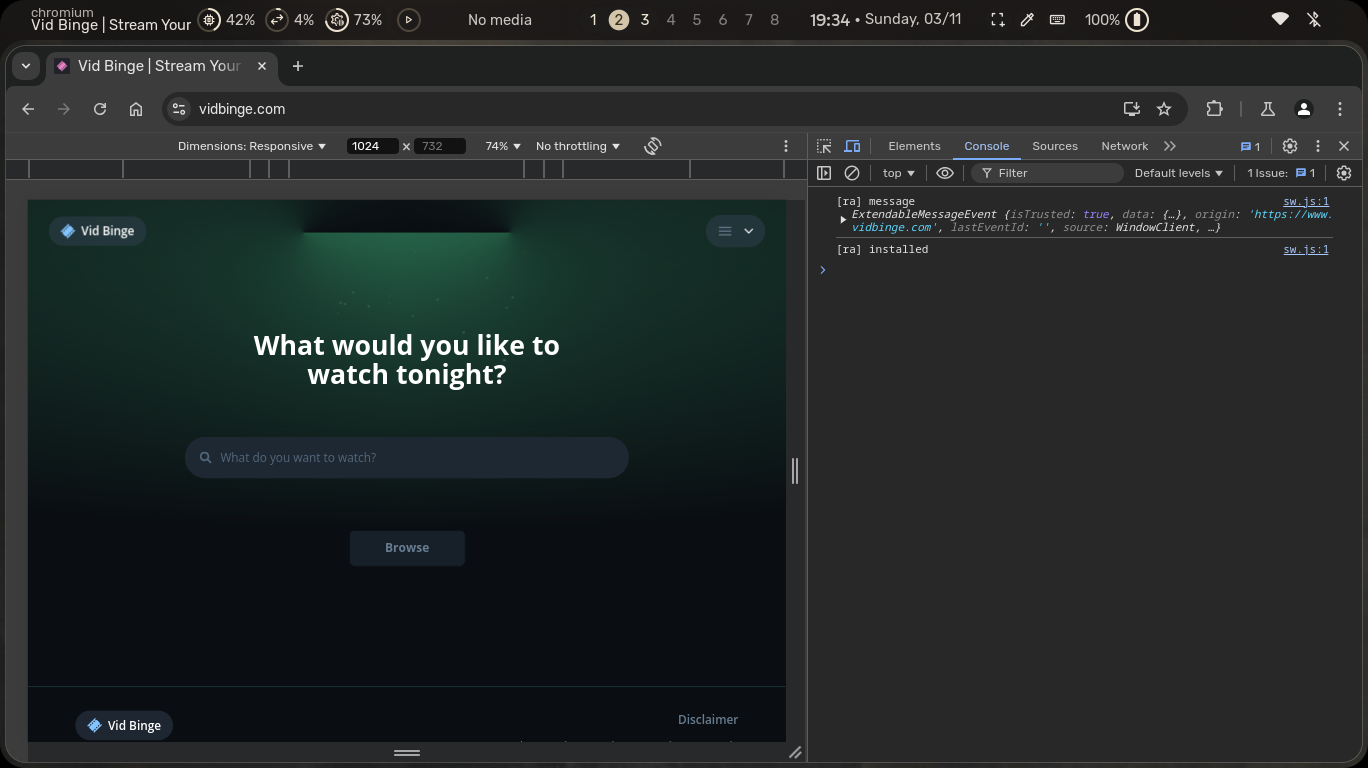 chromium
Vid Binge | Stream Your
42%
4%
73%
No media
1 2 3 4 5 6 7 8
19:34 • Sunday, 03/11
100%
Vid Binge | Stream Your
vidbinge.com
Dimensions: Responsive
1024 × 732
74%
No throttling
Elements
Console
Sources
Network
1
top
Filter
Default levels
1 Issue:
1
[ra] message
sw.js:1
ExtendableMessageEvent {isTrusted: true, data: {…}, origin: 'https://www.
vidbinge.com', lastEventId: '', source: WindowClient, …}
[ra] installed
sw.js:1
Vid Binge
What would you like to
watch tonight?
What do you want to watch?
Browse
Vid Binge
Disclaimer